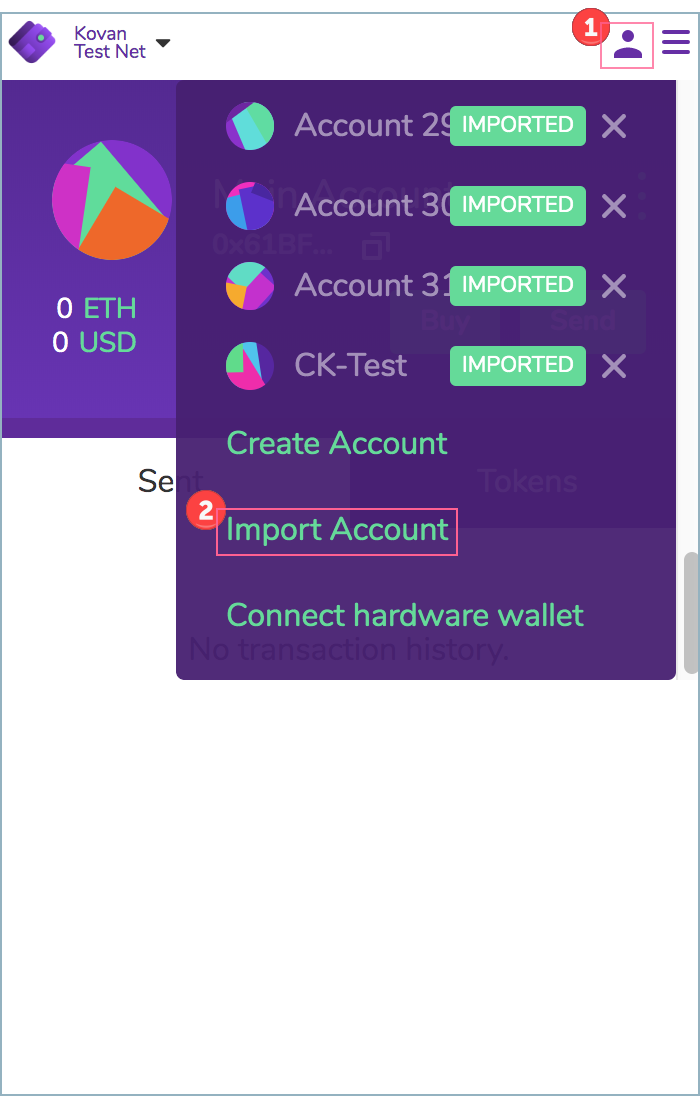 Kovan
Test Net
1
Account 29 IMPORTED
Main Account
Account 30 IMPORTED
0x61BF...
Account 31 IMPORTED
0 ETH
Buy Send
0 USD
CK-Test IMPORTED
Create Account
Sent Tokens
2
Import Account
Connect hardware wallet
No transaction history.